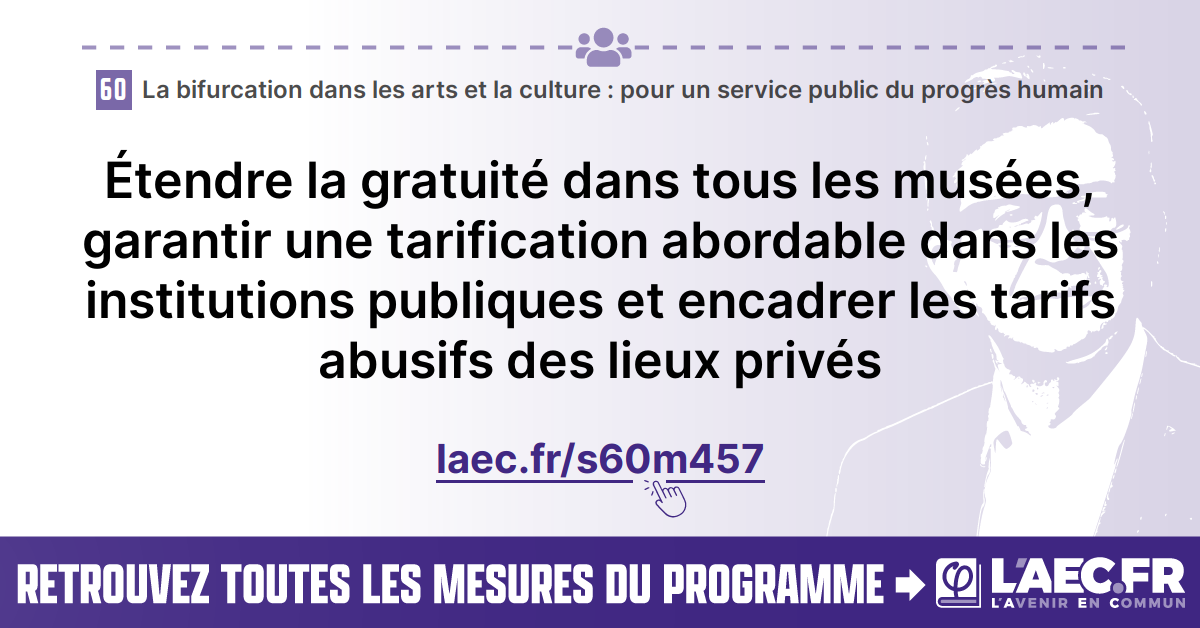 60 La bifurcation dans les arts et la culture : pour un service public du progrès humain
Étendre la gratuité dans tous les musées,
garantir une tarification abordable dans les
institutions publiques et encadrer les tarifs
abusifs des lieux privés
laec.fr/s60m457
RETROUVEZ TOUTES LES MESURES DU PROGRAMME
L'AEC.FR
L'AVENIR EN COMMUN